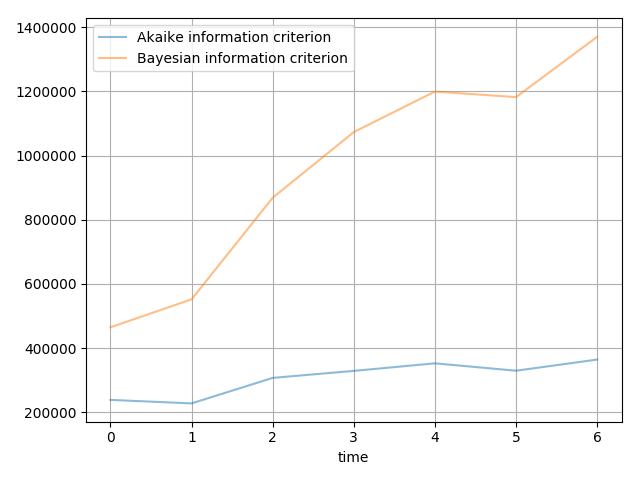 Akaike information criterion
Bayesian information criterion
1400000
1200000
1000000
800000
600000
400000
200000
0 1 2 3 4 5 6
time